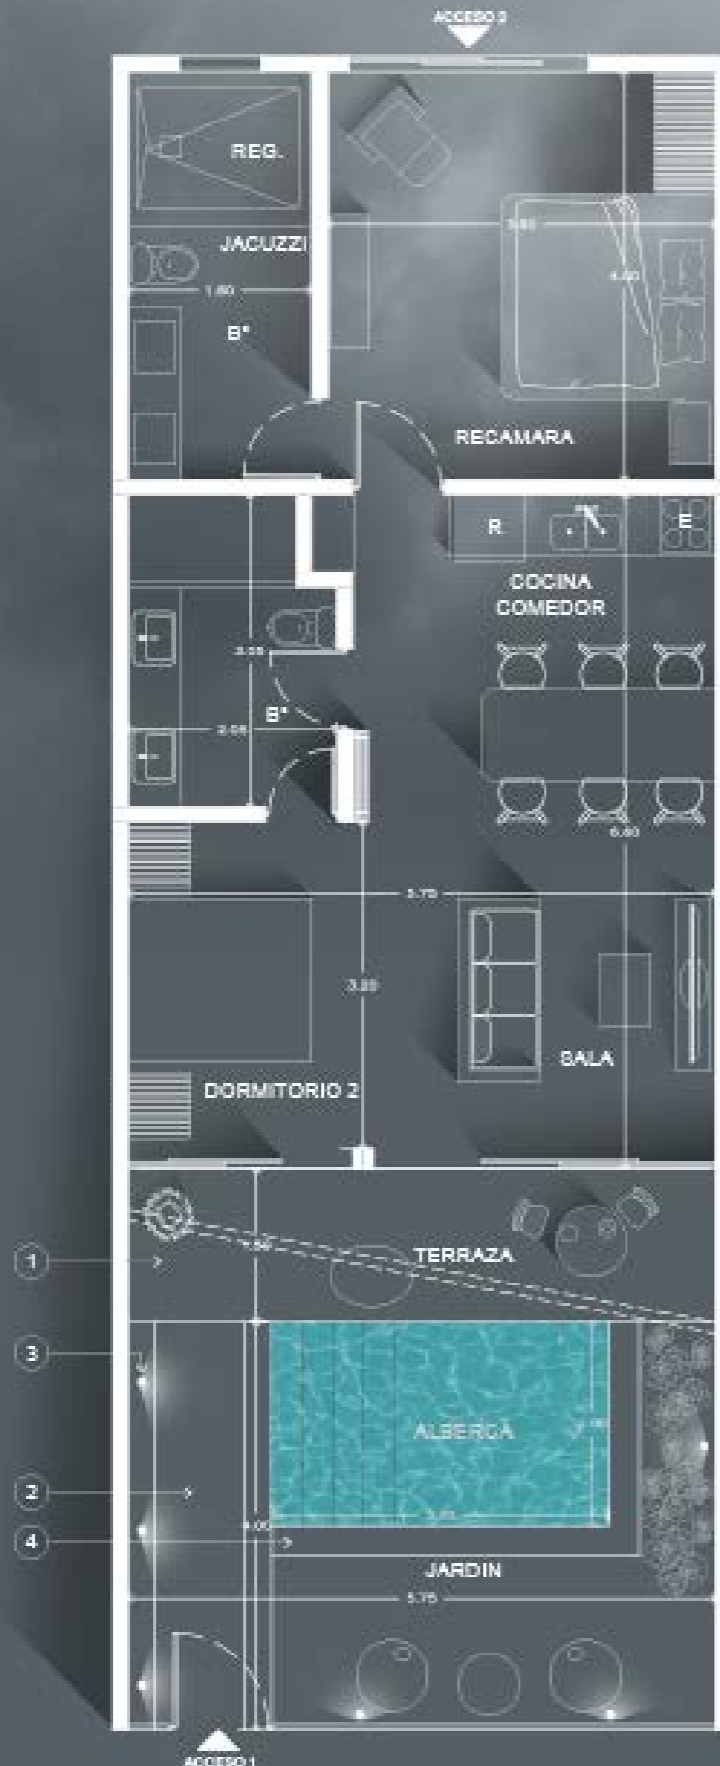 ACCESO 2
REG.
JACUZZI
1.80
B°
RECAMARA
R
E
COCINA
COMEDOR
B°
5.75
3.20
SALA
DORMITORIO 2
1
TERRAZA
3
ALBERCA
2
4.00
4
JARDIN
5.75
ACCESO 1